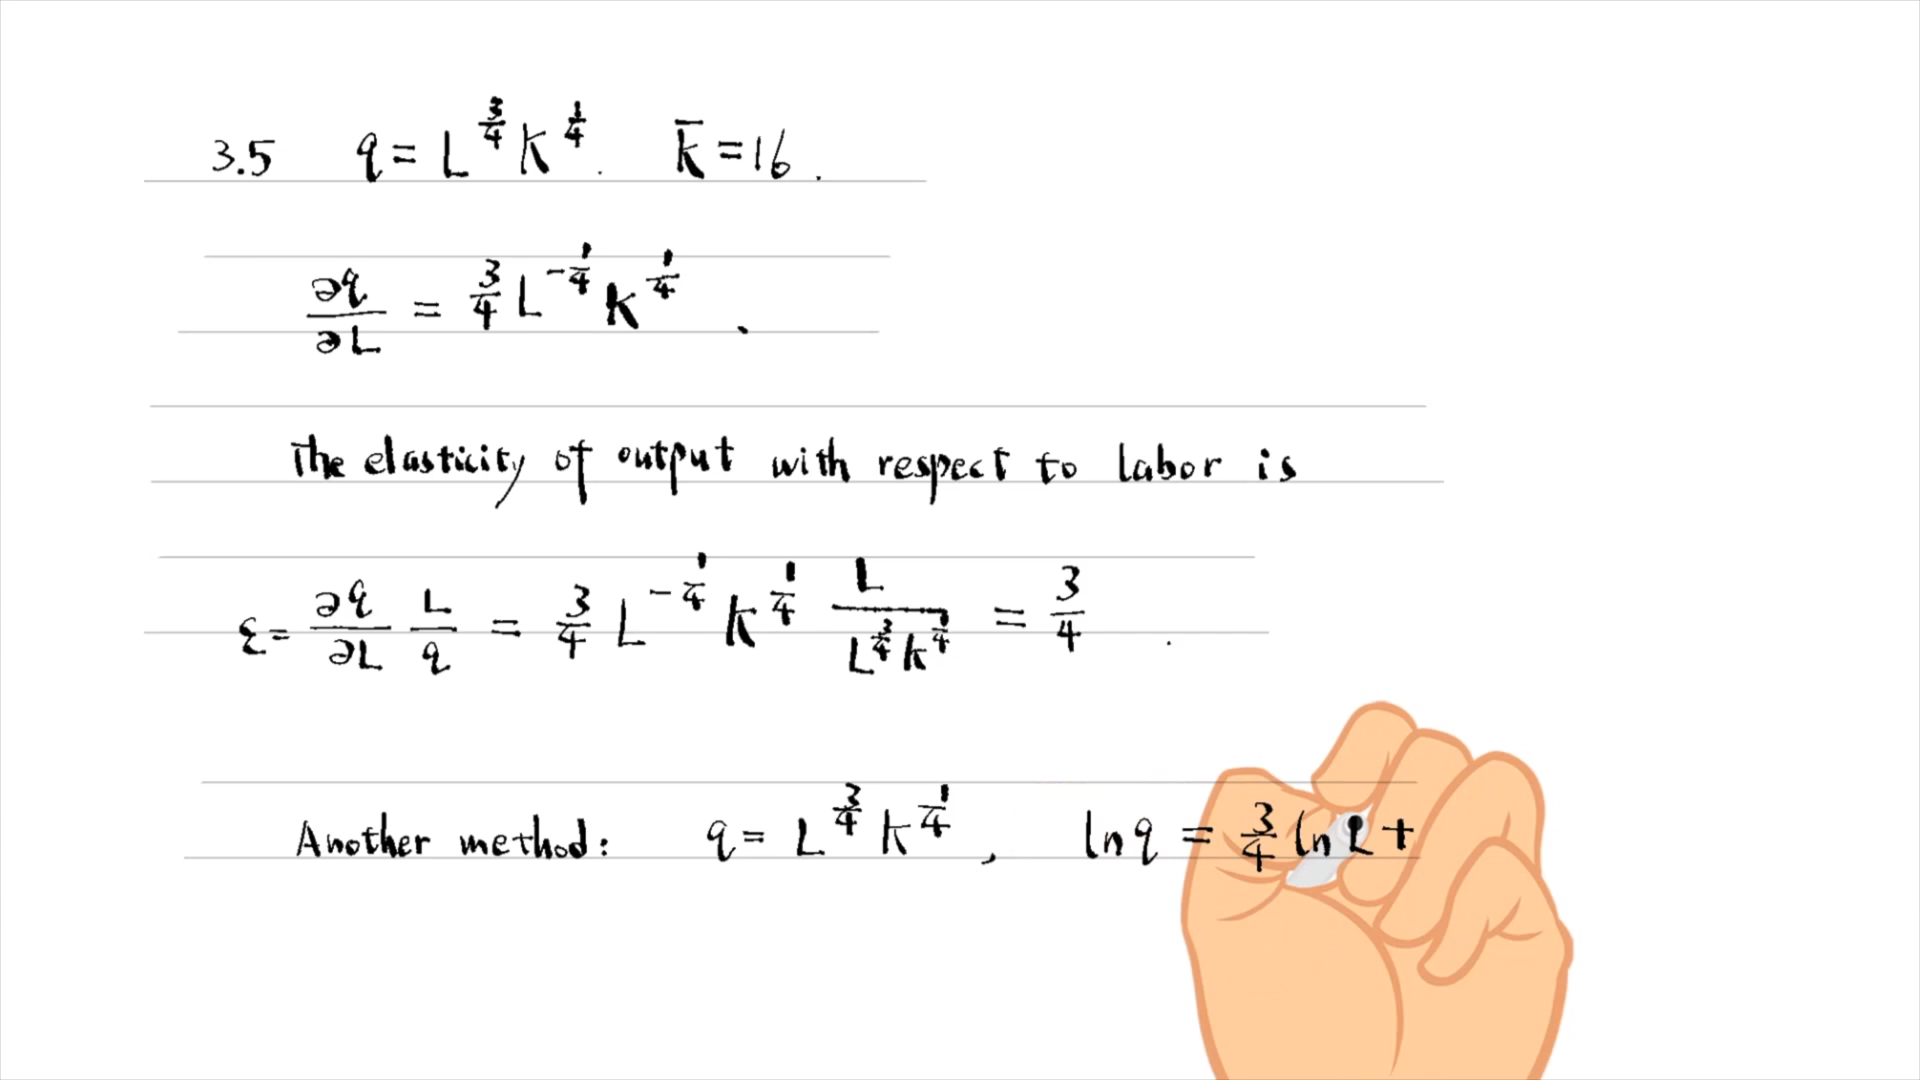 3.5 q = L^{3/4} K^{1/4}. K̅ = 16.
∂q/∂L = 3/4 L^{-1/4} K^{1/4}.
The elasticity of output with respect to labor is
ε = ∂q/∂L L/q = 3/4 L^{-1/4} K^{1/4} L/(L^{3/4} K^{1/4}) = 3/4.
Another method: q = L^{3/4} K^{1/4}, ln q = 3/4 ln L +